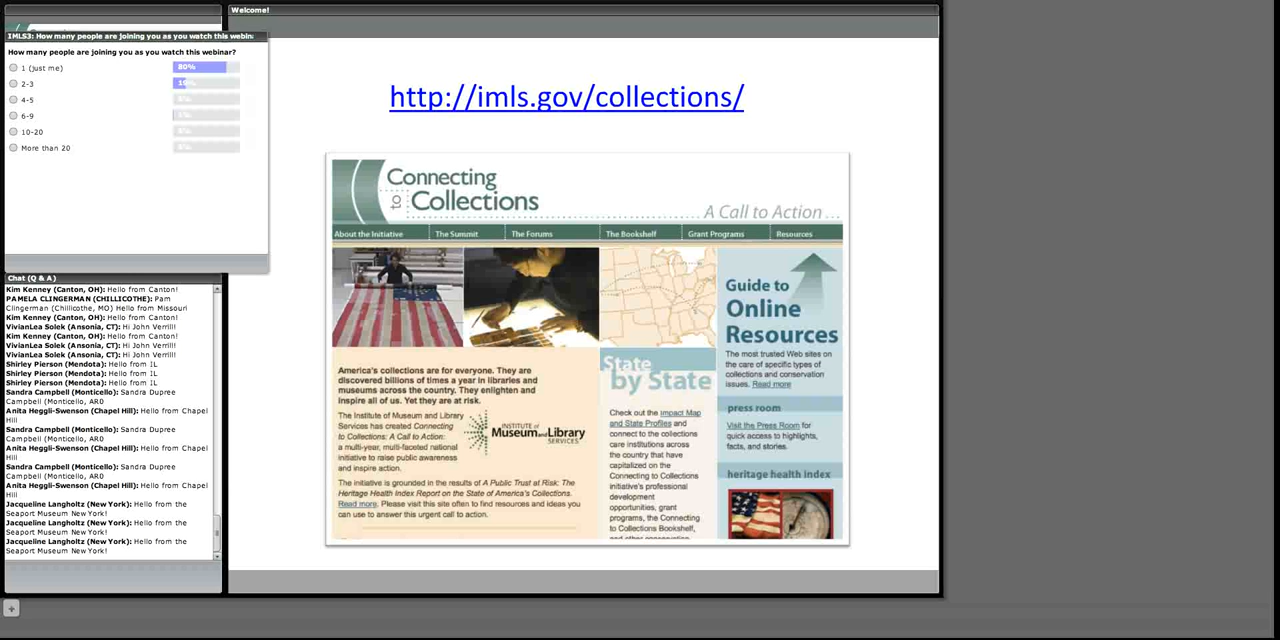 Welcome!
IMLS3: How many people are joining you as you watch this webin
How many people are joining you as you watch this webinar?
1 (just me)
80%
2-3
4-5
6-9
10-20
More than 20
Chat (Q & A)
Kim Kenney (Canton, OH): Hello from Canton!
PAMELA CLINGERMAN (CHILLICOTHE): Pam
Clingerman (Chillicothe, MO) Hello from Missouri
Kim Kenney (Canton, OH): Hello from Canton!
VivianLea Solek (Ansonia, CT): Hi John Verrill!
Kim Kenney (Canton, OH): Hello from Canton!
VivianLea Solek (Ansonia, CT): Hi John Verrill!
VivianLea Solek (Ansonia, CT): Hi John Verrill!
Shirley Pierson (Mendota): Hello from IL
Shirley Pierson (Mendota): Hello from IL
Shirley Pierson (Mendota): Hello from IL
Sandra Campbell (Monticello): Sandra Dupree
Campbell (Monticello, AR0
Anita Heggli-Swenson (Chapel Hill): Hello from Chapel
Hill
Sandra Campbell (Monticello): Sandra Dupree
Campbell (Monticello, AR0
Anita Heggli-Swenson (Chapel Hill): Hello from Chapel
Hill
Sandra Campbell (Monticello): Sandra Dupree
Campbell (Monticello, AR0
Anita Heggli-Swenson (Chapel Hill): Hello from Chapel
Hill
Jacqueline Langholtz (New York): Hello from the
Seaport Museum New York!
Jacqueline Langholtz (New York): Hello from the
Seaport Museum New York!
Jacqueline Langholtz (New York): Hello from the
Seaport Museum New York!
http://imls.gov/collections/
Connecting
to Collections
A Call to Action...
About the Initiative
The Summit
The Forums
The Bookshelf
Grant Programs
Resources
America's collections are for everyone. They are
discovered billions of times a year in libraries and
museums across the country. They enlighten and
inspire all of us. Yet they are at risk.
The Institute of Museum and Library
Services has created Connecting
to Collections: A Call to Action:
a multi-year, multi-faceted national
initiative to raise public awareness
and inspire action.
INSTITUTE of
Museum and Library
SERVICES
The initiative is grounded in the results of A Public Trust at Risk: The
Heritage Health Index Report on the State of America's Collections.
Read more. Please visit this site often to find resources and ideas you
can use to answer this urgent call to action.
State
by State
Check out the Impact Map
and State Profiles and
connect to the collections
care institutions across
the country that have
capitalized on the
Connecting to Collections
initiative's professional
development
opportunities, grant
programs, the Connecting
to Collections Bookshelf,
and other conservation
Guide to
Online
Resources
The most trusted Web sites on
the care of specific types of
collections and conservation
issues. Read more
press room
Visit the Press Room for
quick access to highlights,
facts, and stories.
heritage health index